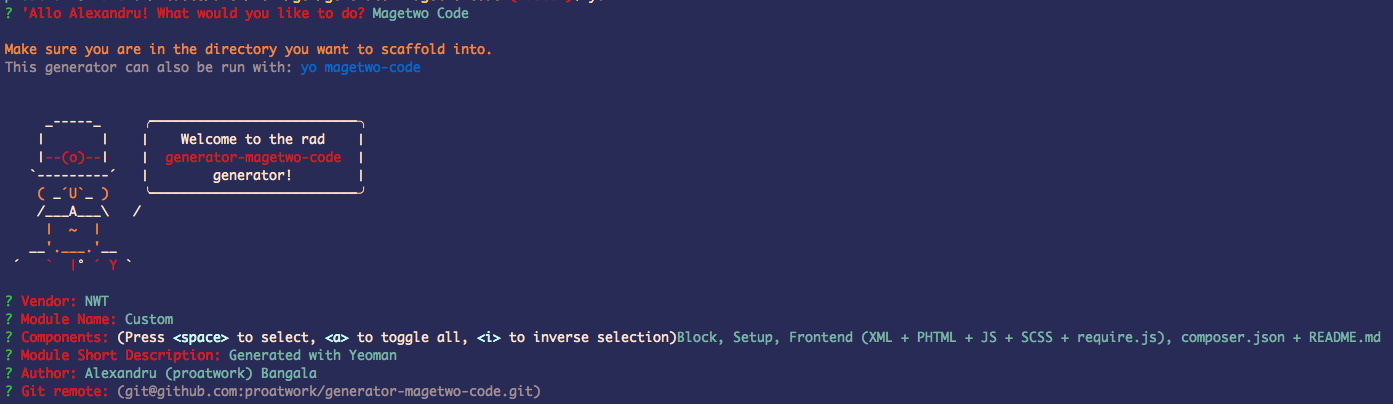 ? 'Allo Alexandru! What would you like to do? Magetwo Code
Make sure you are in the directory you want to scaffold into.
This generator can also be run with: yo magetwo-code
Welcome to the rad
generator-magetwo-code
generator!
? Vendor: NWT
? Module Name: Custom
? Components: (Press <space> to select, <a> to toggle all, <i> to inverse selection)Block, Setup, Frontend (XML + PHTML + JS + SCSS + require.js), composer.json + README.md
? Module Short Description: Generated with Yeoman
? Author: Alexandru (proatwork) Bangala
? Git remote: (git@github.com:proatwork/generator-magetwo-code.git)